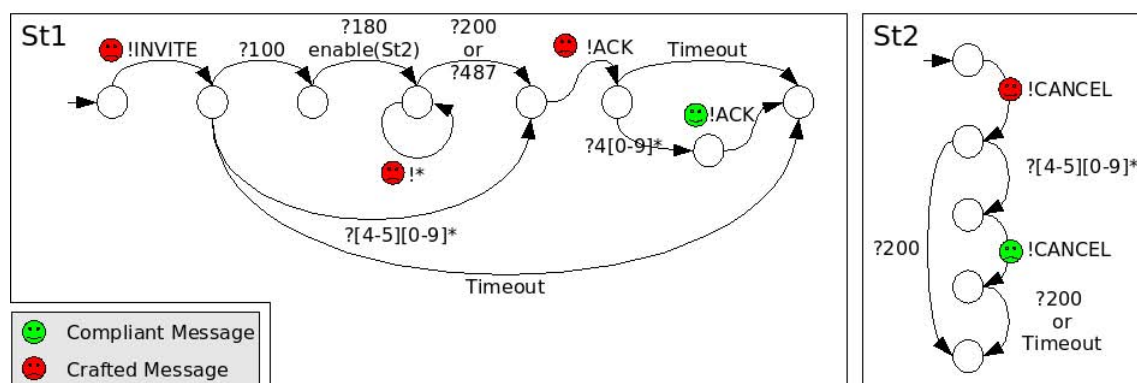 St1
!INVITE
?100
?180
enable(St2)
?200
or
?487
!ACK
Timeout
!ACK
?4[0-9]*
!*
?[4-5][0-9]*
Timeout
Compliant Message
Crafted Message
St2
!CANCEL
?[4-5][0-9]*
?200
!CANCEL
?200
or
Timeout